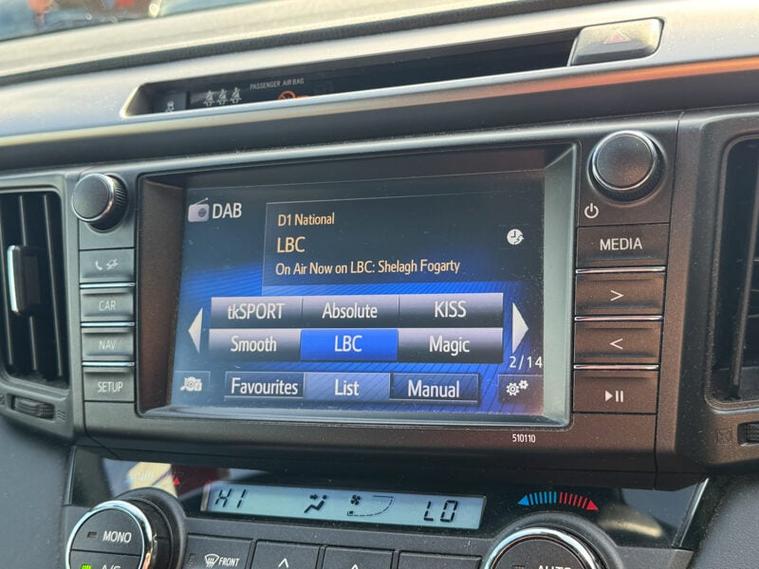 PASSENGER AIR BAG
DAB
D1 National
LBC
On Air Now on LBC: Shelagh Fogarty
tkSPORT
Absolute
KISS
Smooth
LBC
Magic
2/14
Favourites
List
Manual
CAR
NAV
SETUP
MEDIA
>
<
510110
HI
LO
MONO
A/C
FRONT
AUTO